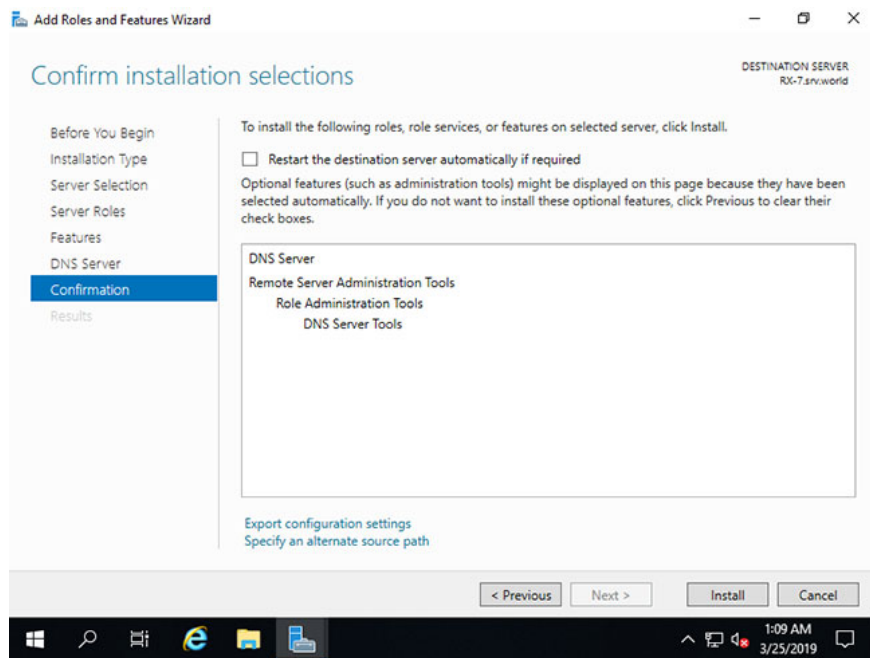 Add Roles and Features Wizard
Confirm installation selections
DESTINATION SERVER
RX-7.srv.world
Before You Begin
Installation Type
Server Selection
Server Roles
Features
DNS Server
Confirmation
Results
To install the following roles, role services, or features on selected server, click Install.
Restart the destination server automatically if required
Optional features (such as administration tools) might be displayed on this page because they have been
selected automatically. If you do not want to install these optional features, click Previous to clear their
check boxes.
DNS Server
Remote Server Administration Tools
Role Administration Tools
DNS Server Tools
Export configuration settings
Specify an alternate source path
< Previous
Next >
Install
Cancel
1:09 AM
3/25/2019